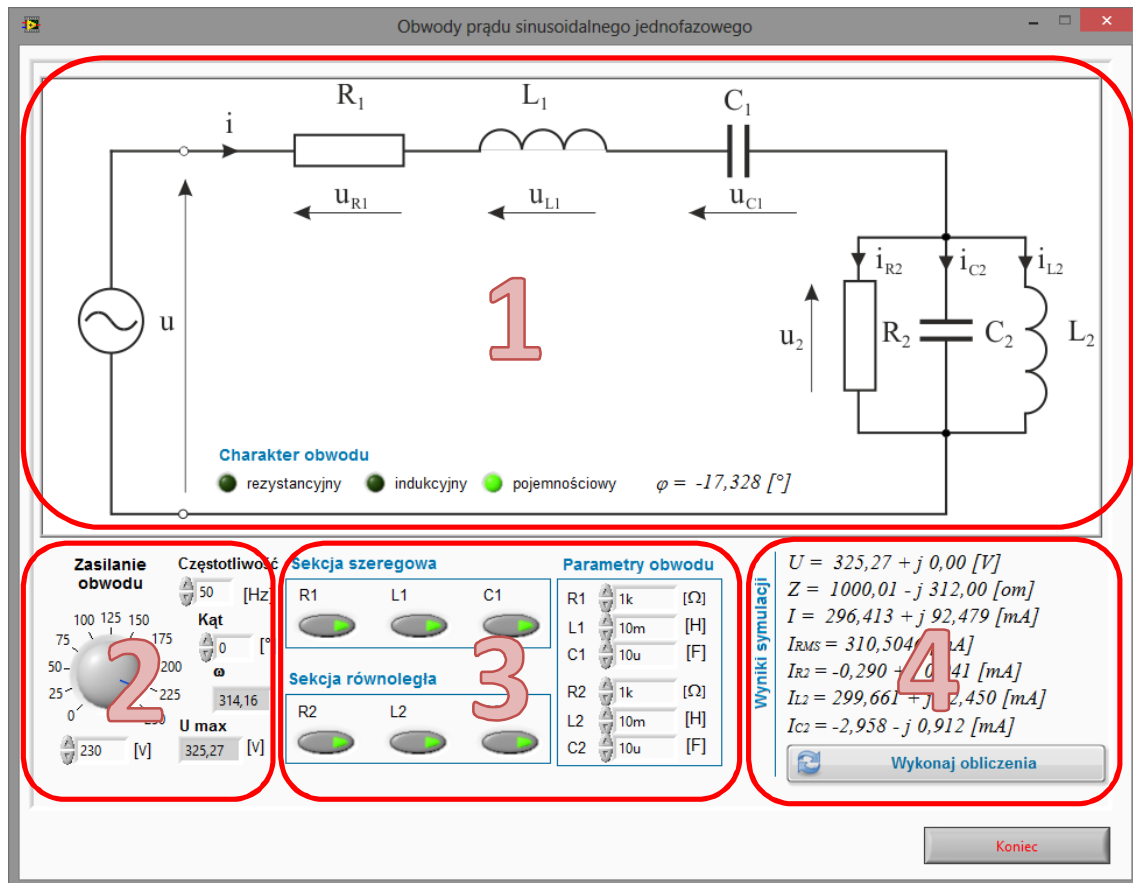 Obwody prądu sinusoidalnego jednofazowego
R1 L1 C1
i
uR1 uL1 uC1
iR2 iC2 iL2
u
1
u2 R2 C2 L2
Charakter obwodu
rezystancyjny indukcyjny pojemnościowy φ = -17,328 [°]
Zasilanie obwodu
Częstotliwość
50 [Hz]
Kąt
0
ω
314,16
U max
325,27 [V]
0 25 50 75 100 125 150 175 200 225
230 [V]
2
Sekcja szeregowa
R1 L1 C1
Sekcja równoległa
R2 L2
3
Parametry obwodu
R1 1k [Ω]
L1 10m [H]
C1 10u [F]
R2 1k [Ω]
L2 10m [H]
C2 10u [F]
Wyniki symulacji
U = 325,27 + j 0,00 [V]
Z = 1000,01 - j 312,00 [om]
I = 296,413 + j 92,479 [mA]
IRMS = 310,504
IR2 = -0,290 + 41 [mA]
IL2 = 299,661 + ,450 [mA]
IC2 = -2,958 - j 0,912 [mA]
4
Wykonaj obliczenia
Koniec